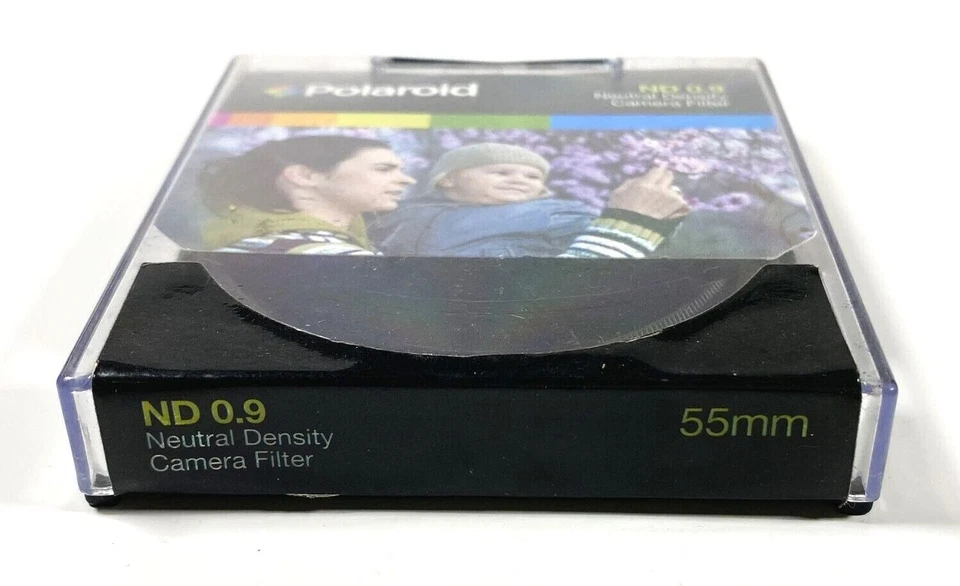 Polaroid
ND 0.9
Neutral Density
Camera Filter
ND 0.9
Neutral Density
Camera Filter
55mm